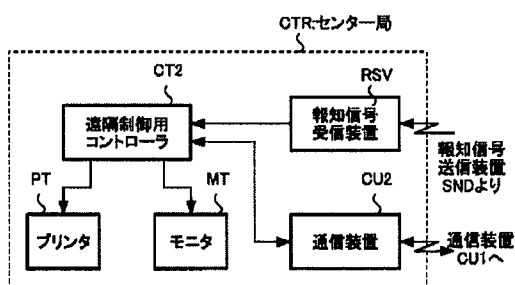 CTR:センター局
CT2
RSV
遠隔制御用
コントローラ
報知信号
受信装置
報知信号
送信装置
SNDより
PT
MT
CU2
プリンタ
モニタ
通信装置
通信装置
CU1へ